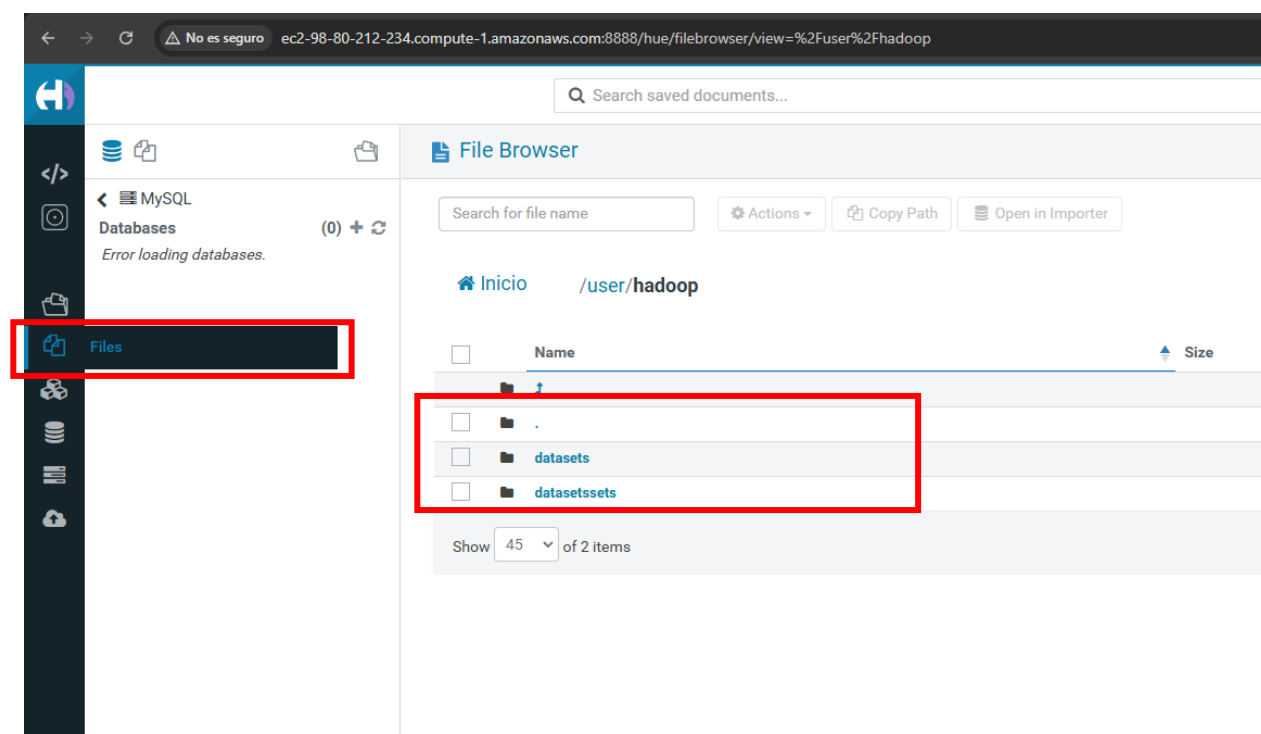 No es seguro ec2-98-80-212-234.compute-1.amazonaws.com:8888/hue/filebrowser/view=%2Fuser%2Fhadoop
Search saved documents...
File Browser
MySQL
Databases (0)
Error loading databases.
Files
Search for file name Actions Copy Path Open in Importer
Inicio /user/hadoop
Name Size
.
datasets
datasetssets
Show 45 of 2 items